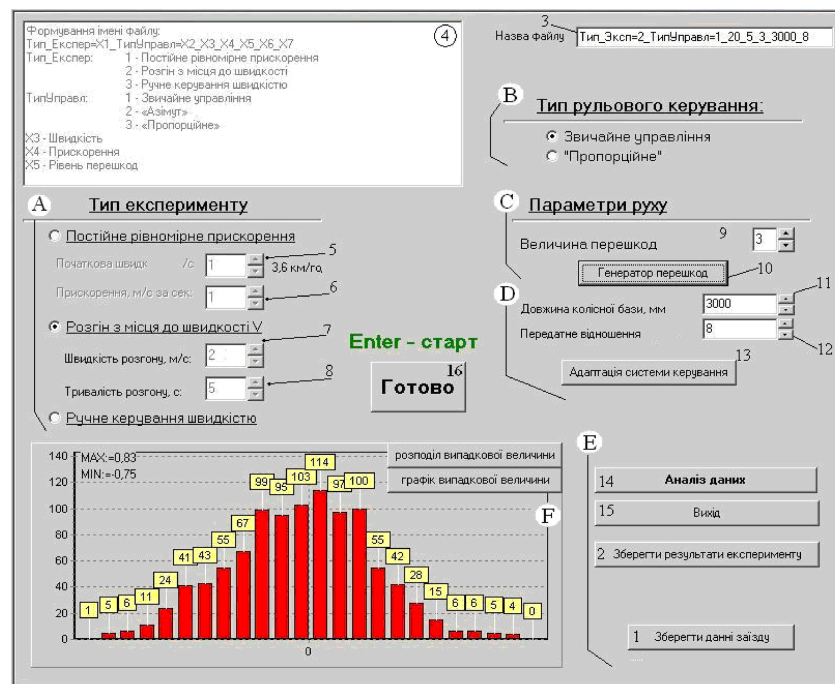 Формування імені файлу:
Тип_Експер=X1_ТипУправл=X2_X3_X4_X5_X6_X7
Тип_Експер: 1 - Постійне рівномірне прискорення
2 - Розгін з місця до швидкості
3 - Ручне керування швидкістю
ТипУправл: 1 - Звичайне управління
2 - «Азімут»
3 - «Пропорційне»
X3 - Швидкість
X4 - Прискорення
X5 - Рівень перешкод
4
3
Назва файлу Тип_Эксп=2_ТипУправл=1_20_5_3_3000_8
B Тип рульового керування:
Звичайне управління
"Пропорційне"
A Тип експерименту
Постійне рівномірне прискорення
5
Початкова швидк /с 1 3,6 км/го
6
Прискорення, м/с за сек: 1
Розгін з місця до швидкості V
7
Швидкість розгону, м/с: 2
8
Тривалість розгону, с: 5
Ручне керування швидкістю
Enter - старт
16
Готово
C Параметри руху
Величина перешкод 9 3
Генератор перешкод 10
D
11
Довжина колісної бази, мм 3000
Передатне відношення 8
12
13
Адаптація системи керування
MAX:=0,83
MIN:=-0,75
розподіл випадкової величини
графік випадкової величини
F
140
120
100
80
60
40
20
0
1 5 6 11 24 41 43 55 67 99 95 103 114 97 100 55 42 28 15 6 6 5 4 0
0
E
14 Аналіз даних
15 Вихід
2 Зберегти результати експерименту
1 Зберегти данні заїзду